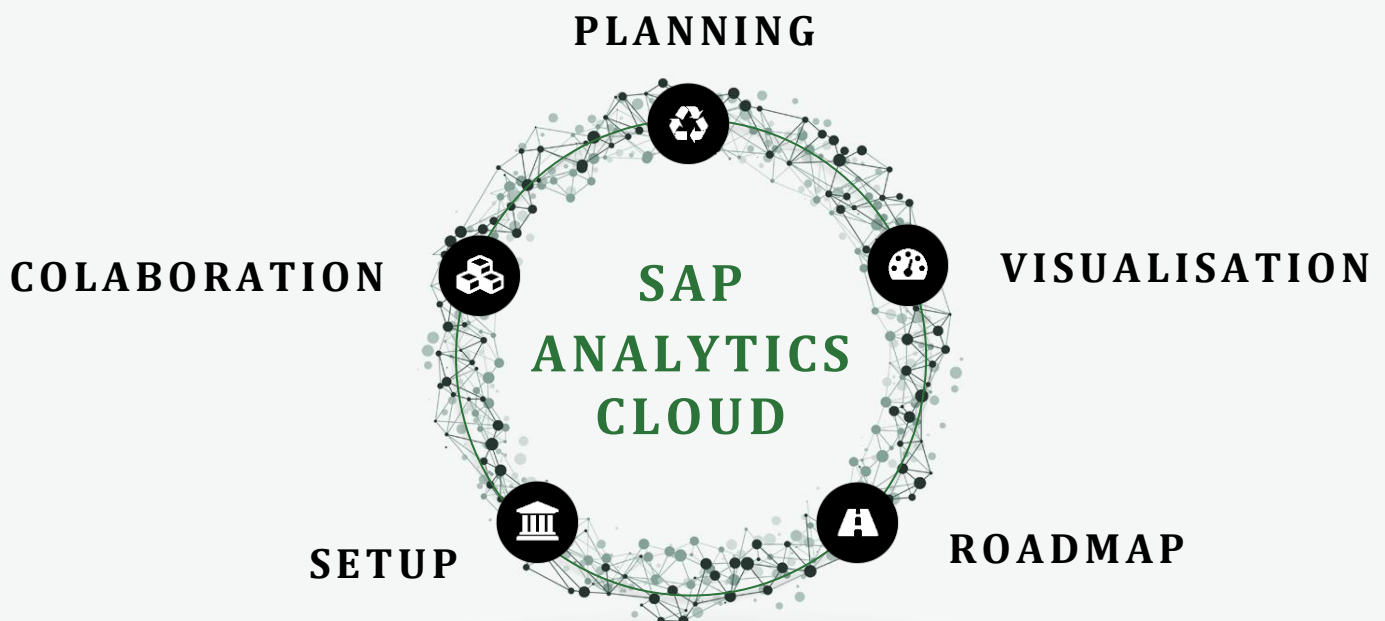 PLANNING
COLABORATION
VISUALISATION
SAP
ANALYTICS
CLOUD
SETUP
ROADMAP